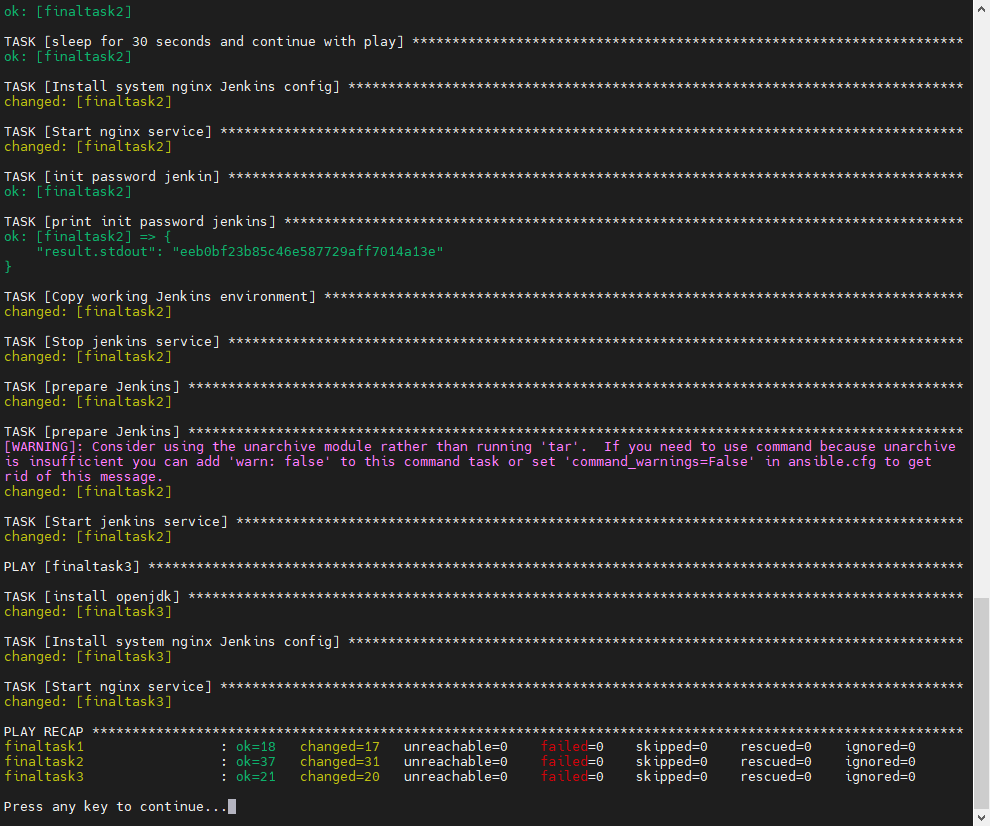 ok: [finaltask2]
TASK [sleep for 30 seconds and continue with play] *********************************************************************
ok: [finaltask2]
TASK [Install system nginx Jenkins config] *****************************************************************************
changed: [finaltask2]
TASK [Start nginx service] *********************************************************************************************
changed: [finaltask2]
TASK [init password jenkin] ********************************************************************************************
ok: [finaltask2]
TASK [print init password jenkins] *************************************************************************************
ok: [finaltask2] => {
    "result.stdout": "eeb0bf23b85c46e587729aff7014a13e"
}
TASK [Copy working Jenkins environment] ********************************************************************************
changed: [finaltask2]
TASK [Stop jenkins service] ********************************************************************************************
changed: [finaltask2]
TASK [prepare Jenkins] *************************************************************************************************
changed: [finaltask2]
TASK [prepare Jenkins] *************************************************************************************************
[WARNING]: Consider using the unarchive module rather than running 'tar'.  If you need to use command because unarchive
is insufficient you can add 'warn: false' to this command task or set 'command_warnings=False' in ansible.cfg to get
rid of this message.
changed: [finaltask2]
TASK [Start jenkins service] *******************************************************************************************
changed: [finaltask2]
PLAY [finaltask3] ******************************************************************************************************
TASK [install openjdk] *************************************************************************************************
changed: [finaltask3]
TASK [Install system nginx Jenkins config] *****************************************************************************
changed: [finaltask3]
TASK [Start nginx service] *********************************************************************************************
changed: [finaltask3]
PLAY RECAP *************************************************************************************************************
finaltask1                 : ok=18   changed=17   unreachable=0    failed=0    skipped=0    rescued=0    ignored=0
finaltask2                 : ok=37   changed=31   unreachable=0    failed=0    skipped=0    rescued=0    ignored=0
finaltask3                 : ok=21   changed=20   unreachable=0    failed=0    skipped=0    rescued=0    ignored=0
Press any key to continue...